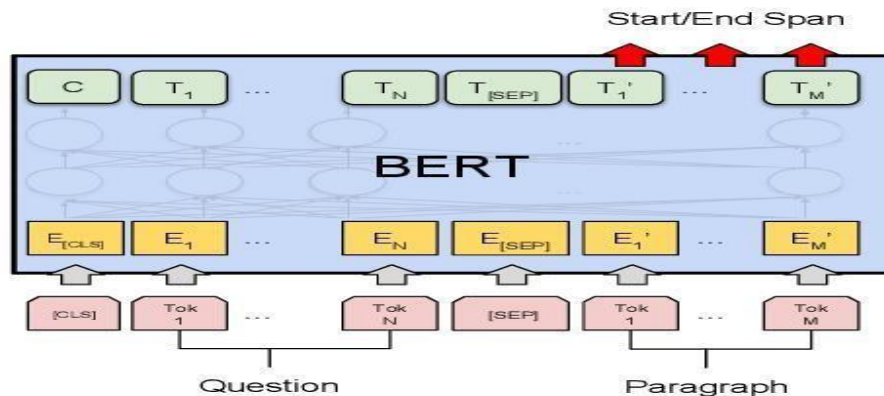 Start/End Span
C T1 ... TN T[SEP] T1' ... TM'
...
BERT
...
E[CLS] E1 ... EN E[SEP] E1' ... EM'
[CLS] Tok 1 ... Tok N [SEP] Tok 1 ... Tok M
Question Paragraph